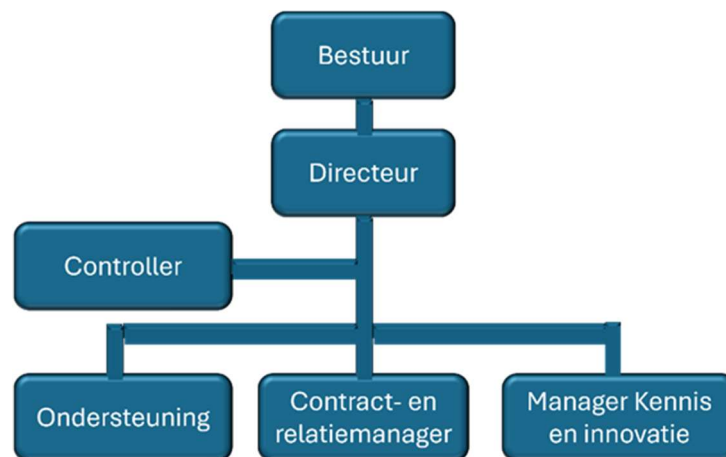 Bestuur
Directeur
Controller
Ondersteuning
Contract- en
relatiemanager
Manager Kennis
en innovatie